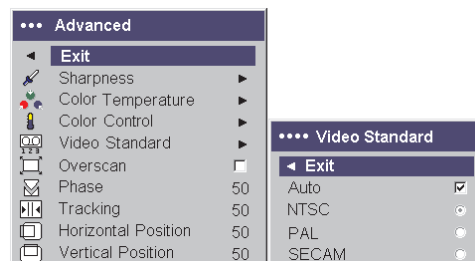 ••• Advanced
◄ Exit
Sharpness ►
Color Temperature ►
Color Control ►
Video Standard ►
Overscan
Phase 50
Tracking 50
Horizontal Position 50
Vertical Position 50
•••• Video Standard
◄ Exit
Auto
NTSC
PAL
SECAM